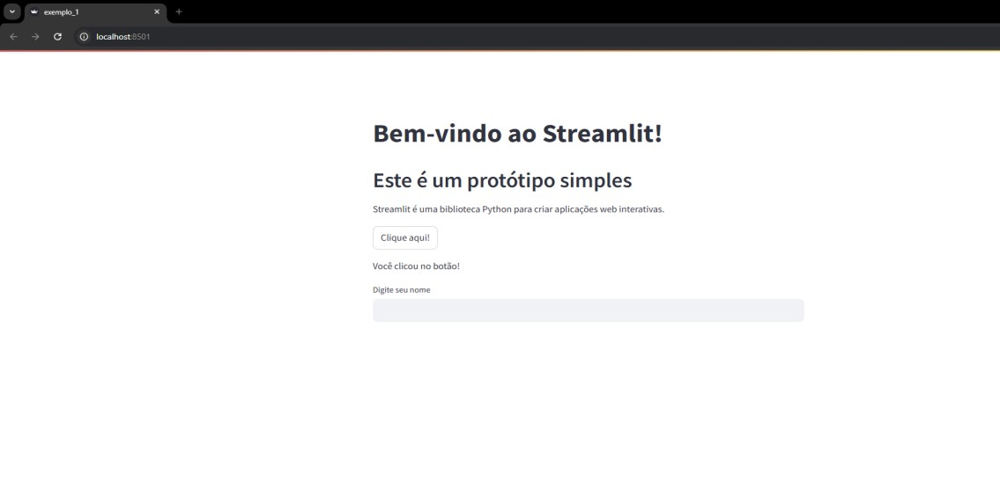 exemplo_1
localhost:8501
Bem-vindo ao Streamlit!
Este é um protótipo simples
Streamlit é uma biblioteca Python para criar aplicações web interativas.
Clique aqui!
Você clicou no botão!
Digite seu nome